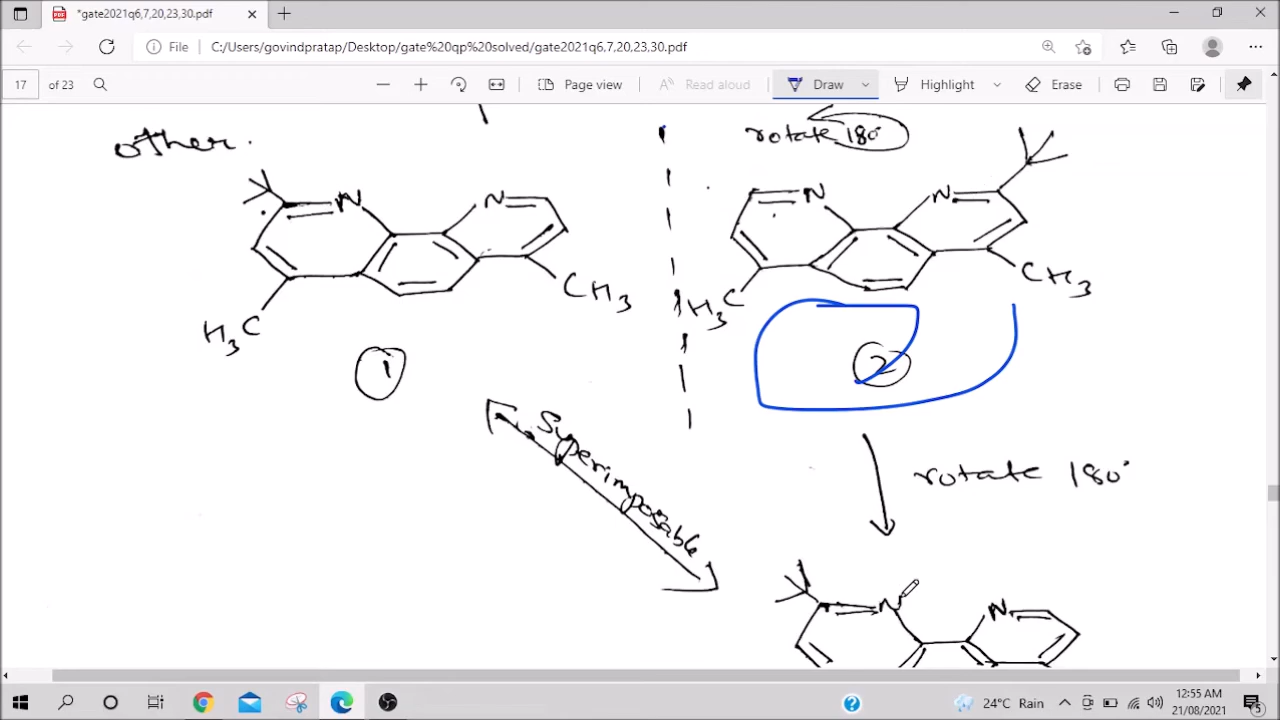 *gate2021q6,7,20,23,30.pdf
File C:/Users/govindpratap/Desktop/gate%20qp%20solved/gate2021q6,7,20,23,30.pdf
17 of 23 Page view Read aloud Draw Highlight Erase
other.
rotate 180°
N N N N
CH3 CH3
H3C H3C
1 2
Superimposable
rotate 180°
N N
24°C Rain 12:55 AM
21/08/2021 5